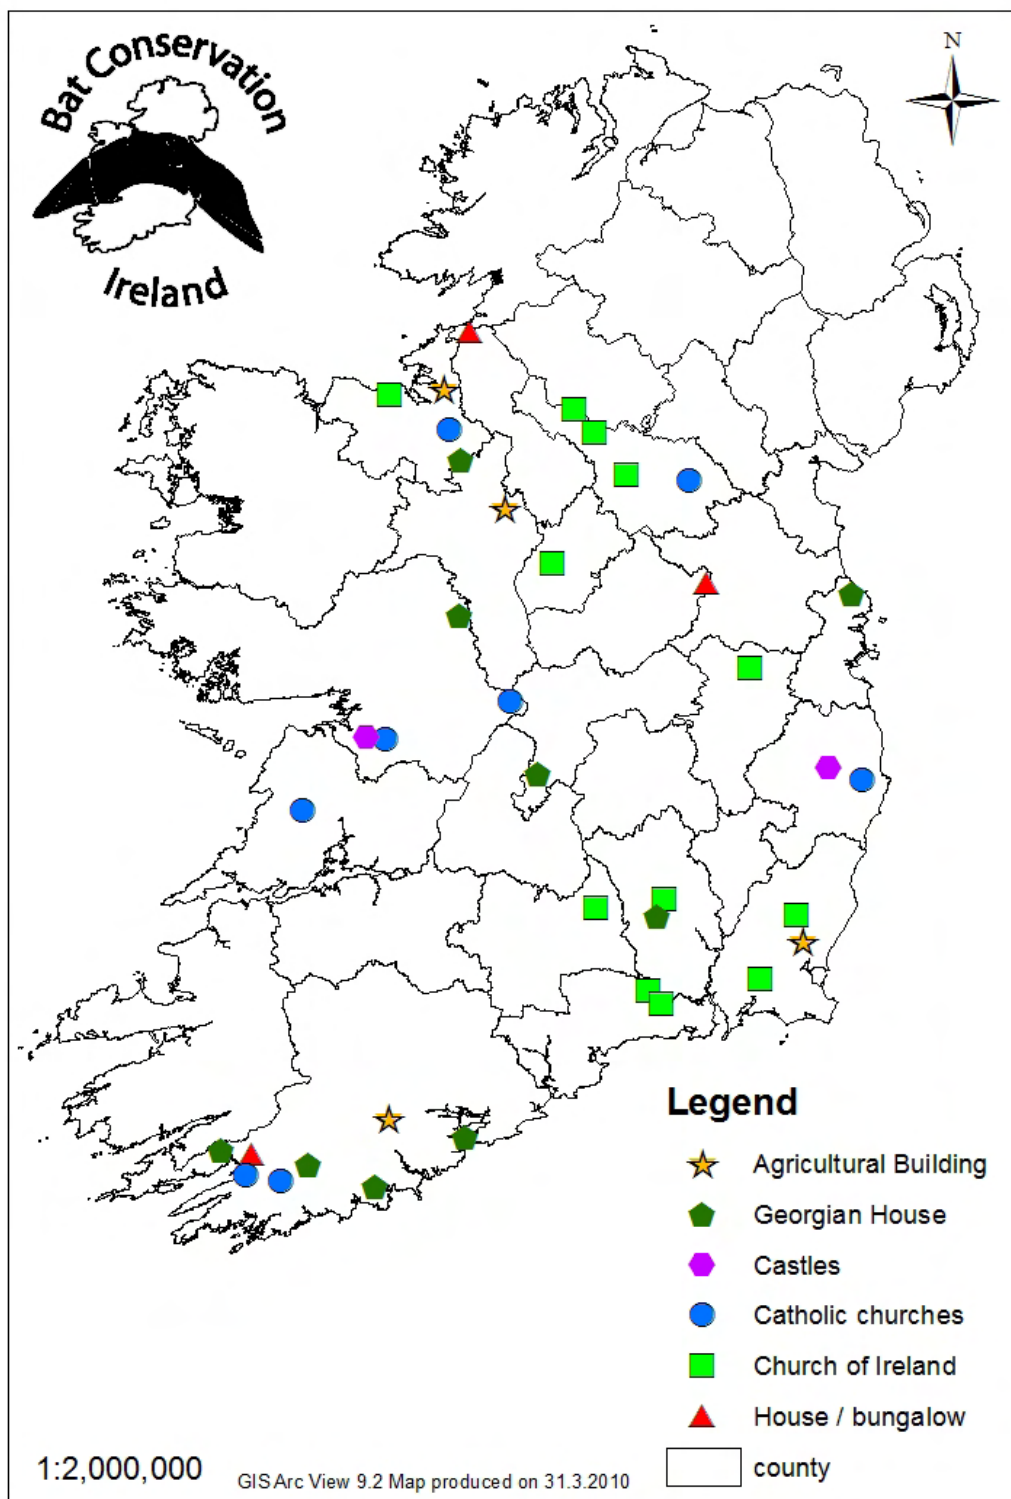 Bat Conservation
Ireland
N
Legend
Agricultural Building
Georgian House
Castles
Catholic churches
Church of Ireland
House / bungalow
county
1:2,000,000
GIS Arc View 9.2 Map produced on 31.3.2010